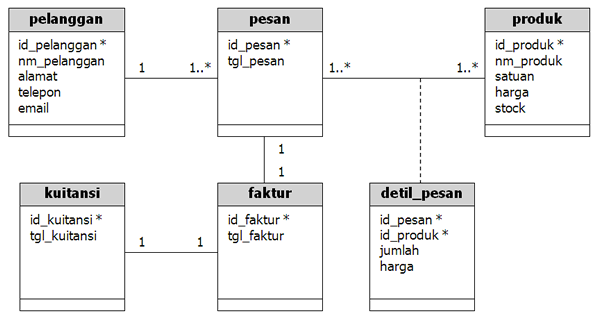 pelanggan
id_pelanggan *
nm_pelanggan
alamat
telepon
email
1
1..*
pesan
id_pesan *
tgl_pesan
1..*
1..*
produk
id_produk *
nm_produk
satuan
harga
stock
1
1
kuitansi
id_kuitansi *
tgl_kuitansi
1
1
faktur
id_faktur *
tgl_faktur
detil_pesan
id_pesan *
id_produk *
jumlah
harga